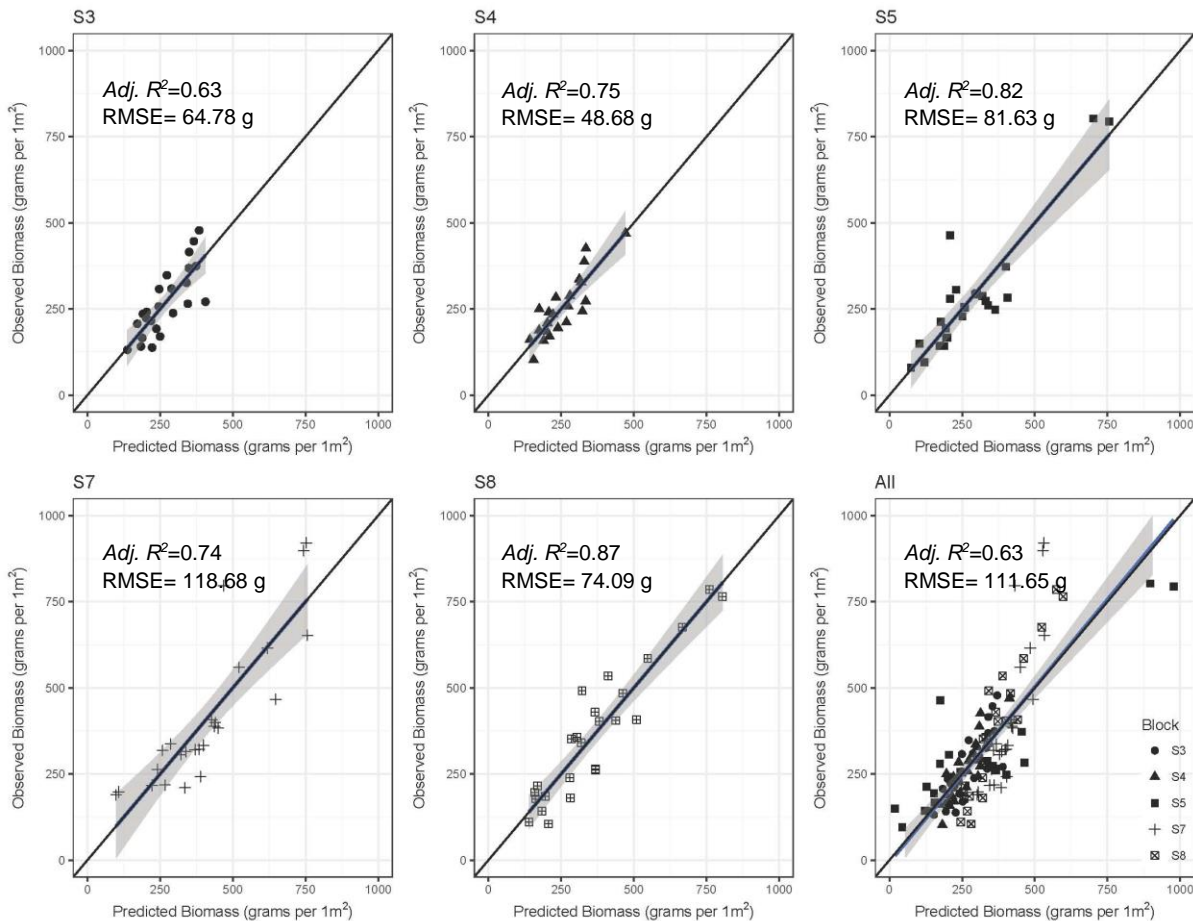 S3
Adj. R²=0.63
RMSE= 64.78 g
Observed Biomass (grams per 1m²)
1000
750
500
250
0
0 250 500 750 1000
Predicted Biomass (grams per 1m²)
S4
Adj. R²=0.75
RMSE= 48.68 g
Observed Biomass (grams per 1m²)
1000
750
500
250
0
0 250 500 750 1000
Predicted Biomass (grams per 1m²)
S5
Adj. R²=0.82
RMSE= 81.63 g
Observed Biomass (grams per 1m²)
1000
750
500
250
0
0 250 500 750 1000
Predicted Biomass (grams per 1m²)
S7
Adj. R²=0.74
RMSE= 118.68 g
Observed Biomass (grams per 1m²)
1000
750
500
250
0
0 250 500 750 1000
Predicted Biomass (grams per 1m²)
S8
Adj. R²=0.87
RMSE= 74.09 g
Observed Biomass (grams per 1m²)
1000
750
500
250
0
0 250 500 750 1000
Predicted Biomass (grams per 1m²)
All
Adj. R²=0.63
RMSE= 111.65 g
Observed Biomass (grams per 1m²)
1000
750
500
250
0
0 250 500 750 1000
Predicted Biomass (grams per 1m²)
Block
S3
S4
S5
S7
S8